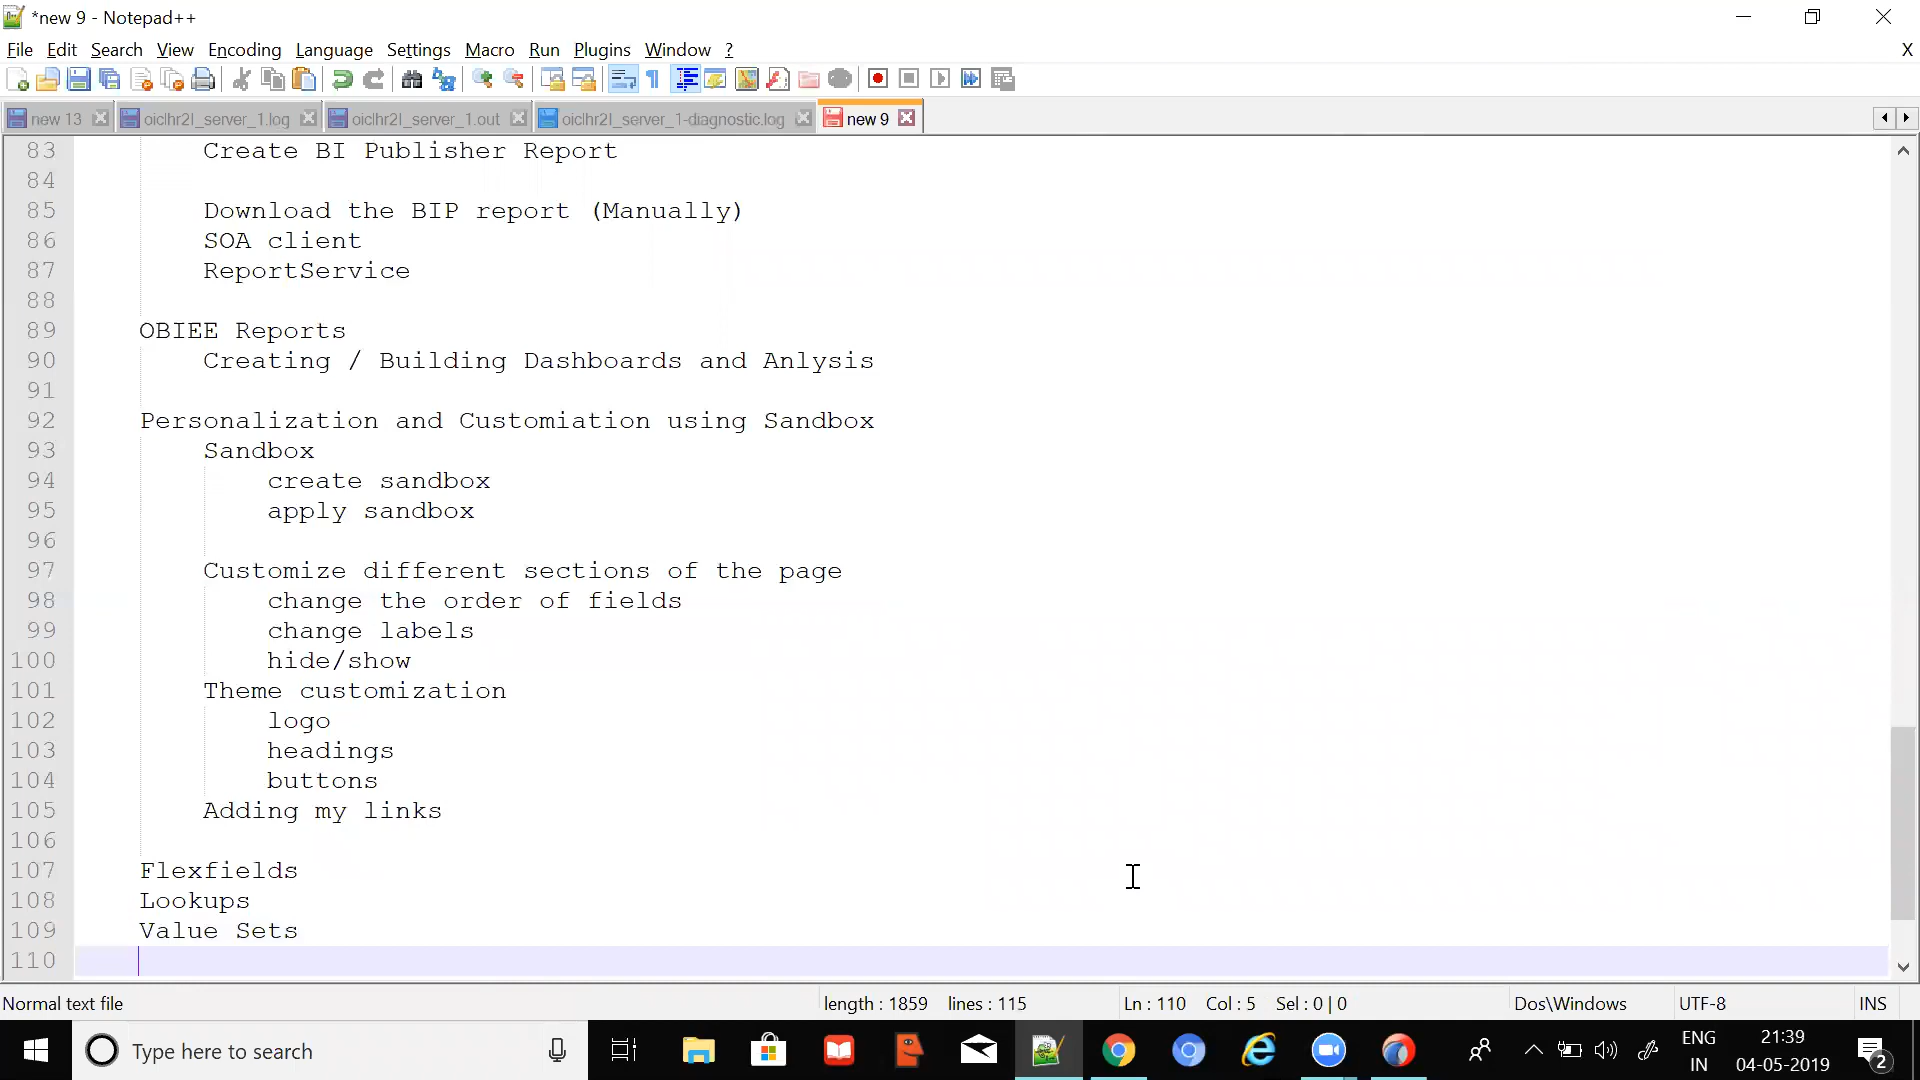 *new 9 - Notepad++
File Edit Search View Encoding Language Settings Macro Run Plugins Window ? X
new 13 oiclhr2l_server_1.log oiclhr2l_server_1.out oiclhr2l_server_1-diagnostic.log new 9
83 Create BI Publisher Report
84
85 Download the BIP report (Manually)
86 SOA client
87 ReportService
88
89 OBIEE Reports
90 Creating / Building Dashboards and Anlysis
91
92 Personalization and Customiation using Sandbox
93 Sandbox
94 create sandbox
95 apply sandbox
96
97 Customize different sections of the page
98 change the order of fields
99 change labels
100 hide/show
101 Theme customization
102 logo
103 headings
104 buttons
105 Adding my links
106
107 Flexfields
108 Lookups
109 Value Sets
110
Normal text file length : 1859 lines : 115 Ln : 110 Col : 5 Sel : 0 | 0 Dos\Windows UTF-8 INS
Type here to search ENG 21:39
IN 04-05-2019 2